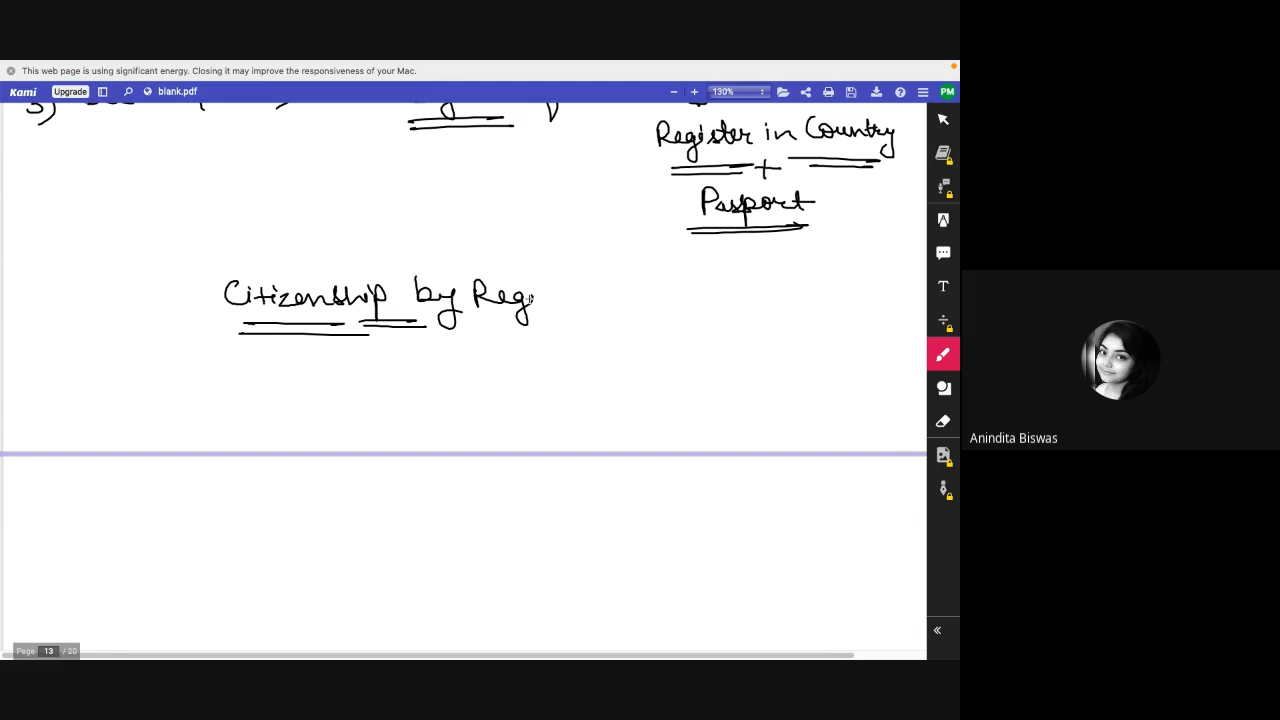 This web page is using significant energy. Closing it may improve the responsiveness of your Mac.
Kami Upgrade blank.pdf 130% PM
3)
Register in Country
+
Passport
Citizenship by Reg
Anindita Biswas
Page 13 / 20